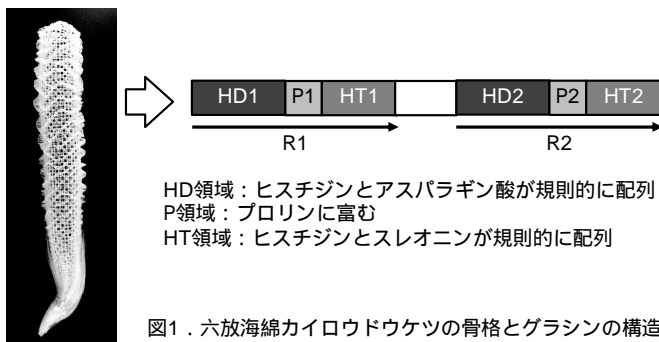 HD1 P1 HT1 HD2 P2 HT2
R1 R2
HD領域：ヒスチジンとアスパラギン酸が規則的に配列
P領域：プロリンに富む
HT領域：ヒスチジンとスレオニンが規則的に配列
図1．六放海綿カイロウドウケツの骨格とグラシンの構造